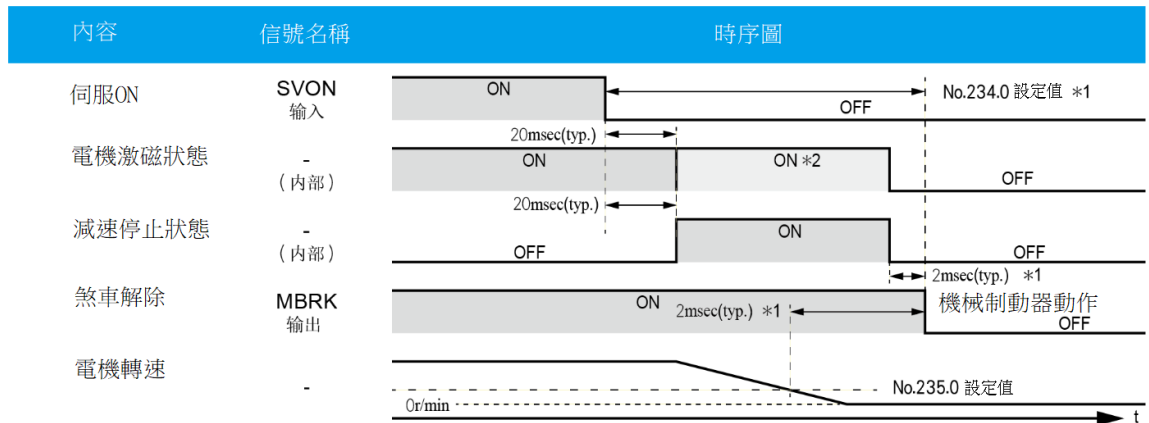 內容 信號名稱 時序圖
伺服ON SVON 输入 ON OFF No.234.0 設定值 *1
20msec(typ.)
電機激磁狀態 - (内部) ON ON *2 OFF
20msec(typ.)
減速停止狀態 - (内部) OFF ON OFF
2msec(typ.) *1
煞車解除 MBRK 输出 ON 2msec(typ.) *1 機械制動器動作 OFF
電機轉速 - No.235.0 設定值
0r/min
t